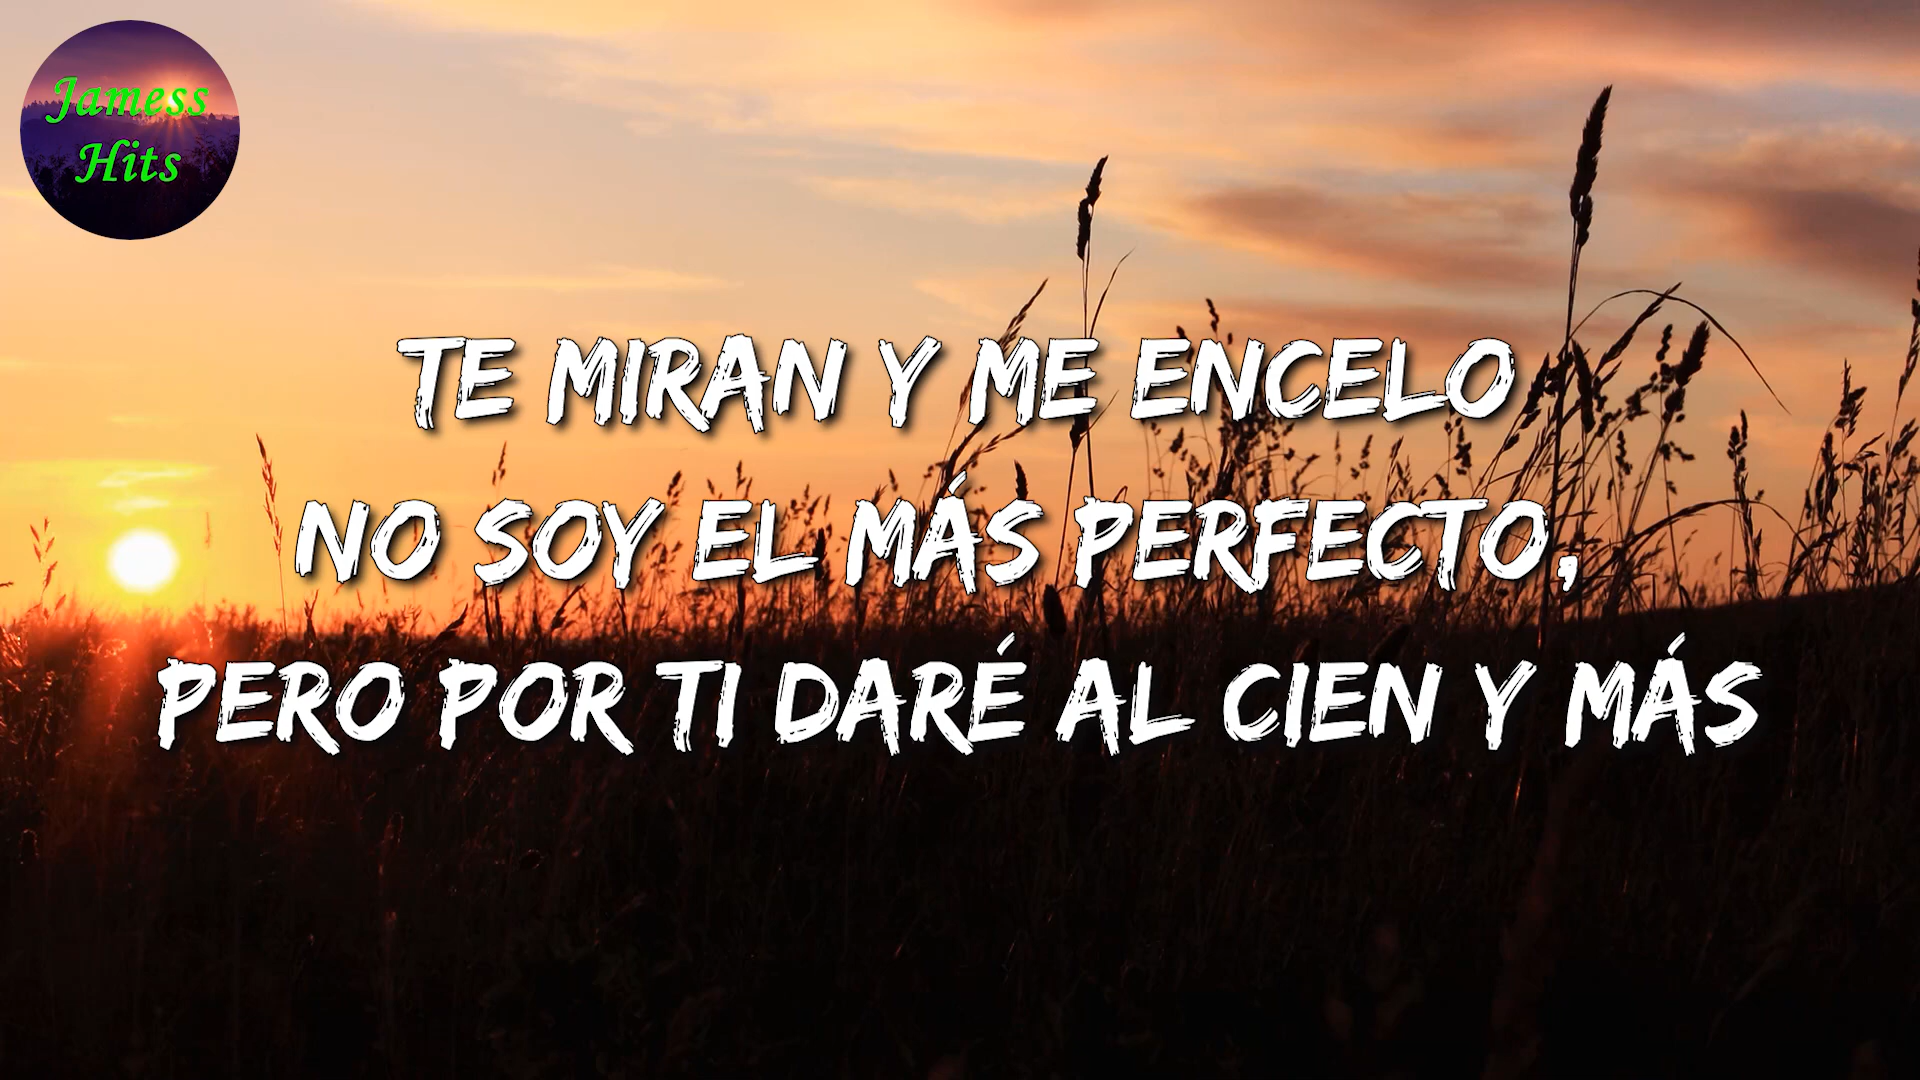 Jamess
Hits
TE MIRAN Y ME ENCELO
NO SOY EL MÁS PERFECTO,
PERO POR TI DARÉ AL CIEN Y MÁS